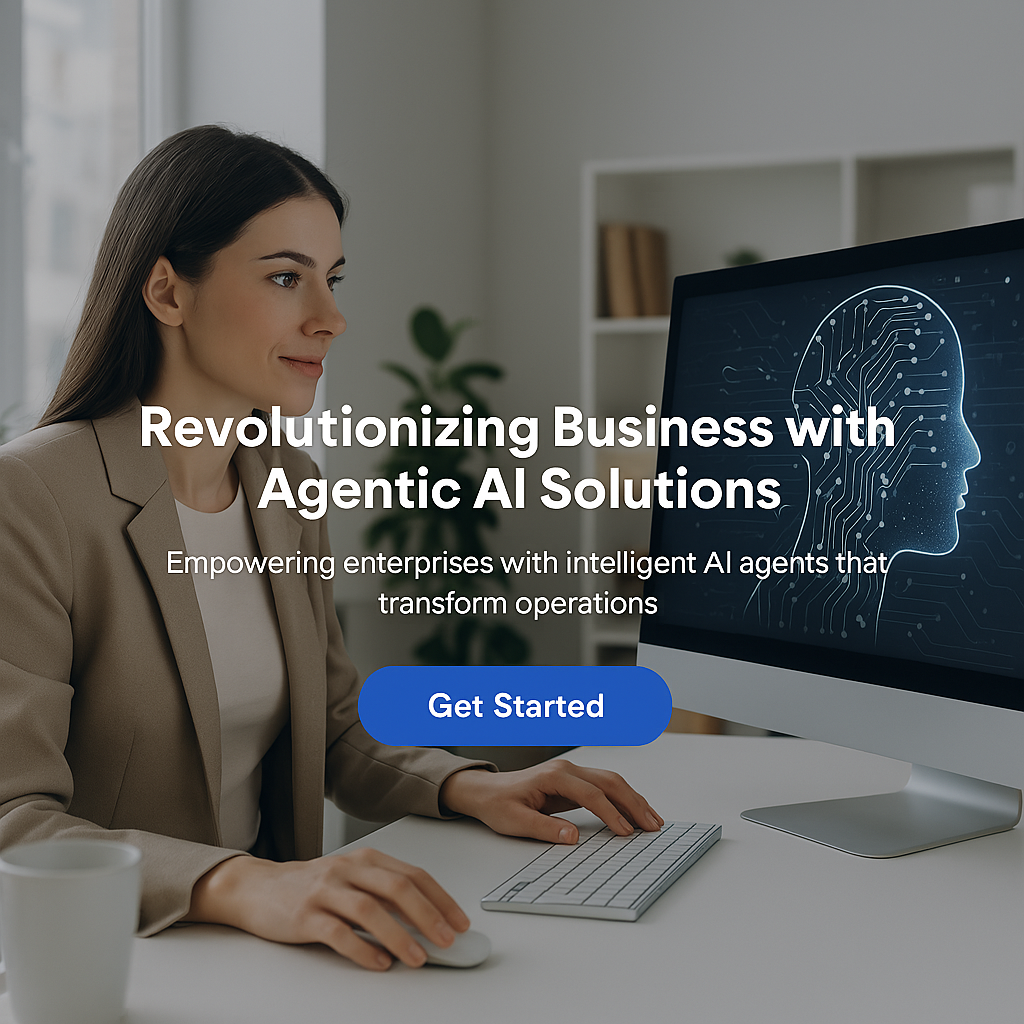 Revolutionizing Business with
Agentic AI Solutions
Empowering enterprises with intelligent AI agents that
transform operations
Get Started